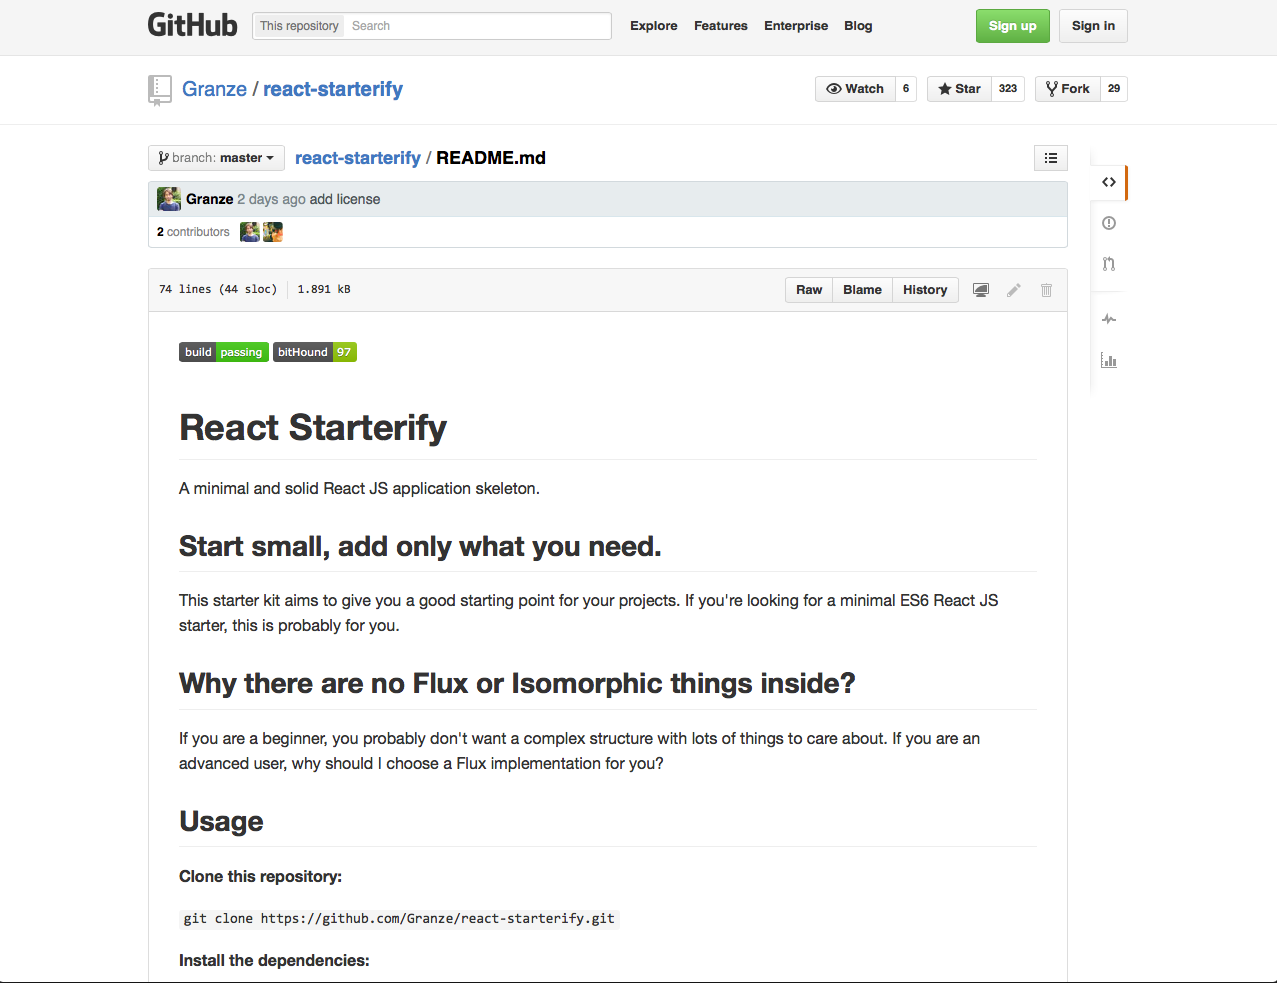 GitHub This repository Search Explore Features Enterprise Blog Sign up Sign in
Granze / react-starterify Watch 6 Star 323 Fork 29
branch: master react-starterify / README.md
Granze 2 days ago add license
2 contributors
74 lines (44 sloc) 1.891 kB Raw Blame History
build passing bitHound 97
React Starterify
A minimal and solid React JS application skeleton.
Start small, add only what you need.
This starter kit aims to give you a good starting point for your projects. If you're looking for a minimal ES6 React JS
starter, this is probably for you.
Why there are no Flux or Isomorphic things inside?
If you are a beginner, you probably don't want a complex structure with lots of things to care about. If you are an
advanced user, why should I choose a Flux implementation for you?
Usage
Clone this repository:
git clone https://github.com/Granze/react-starterify.git
Install the dependencies: